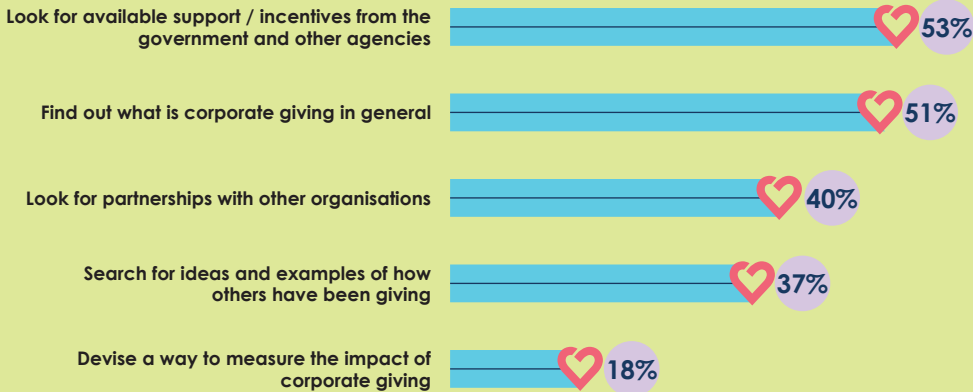 Look for available support / incentives from the
government and other agencies
53%
Find out what is corporate giving in general
51%
Look for partnerships with other organisations
40%
Search for ideas and examples of how
others have been giving
37%
Devise a way to measure the impact of
corporate giving
18%